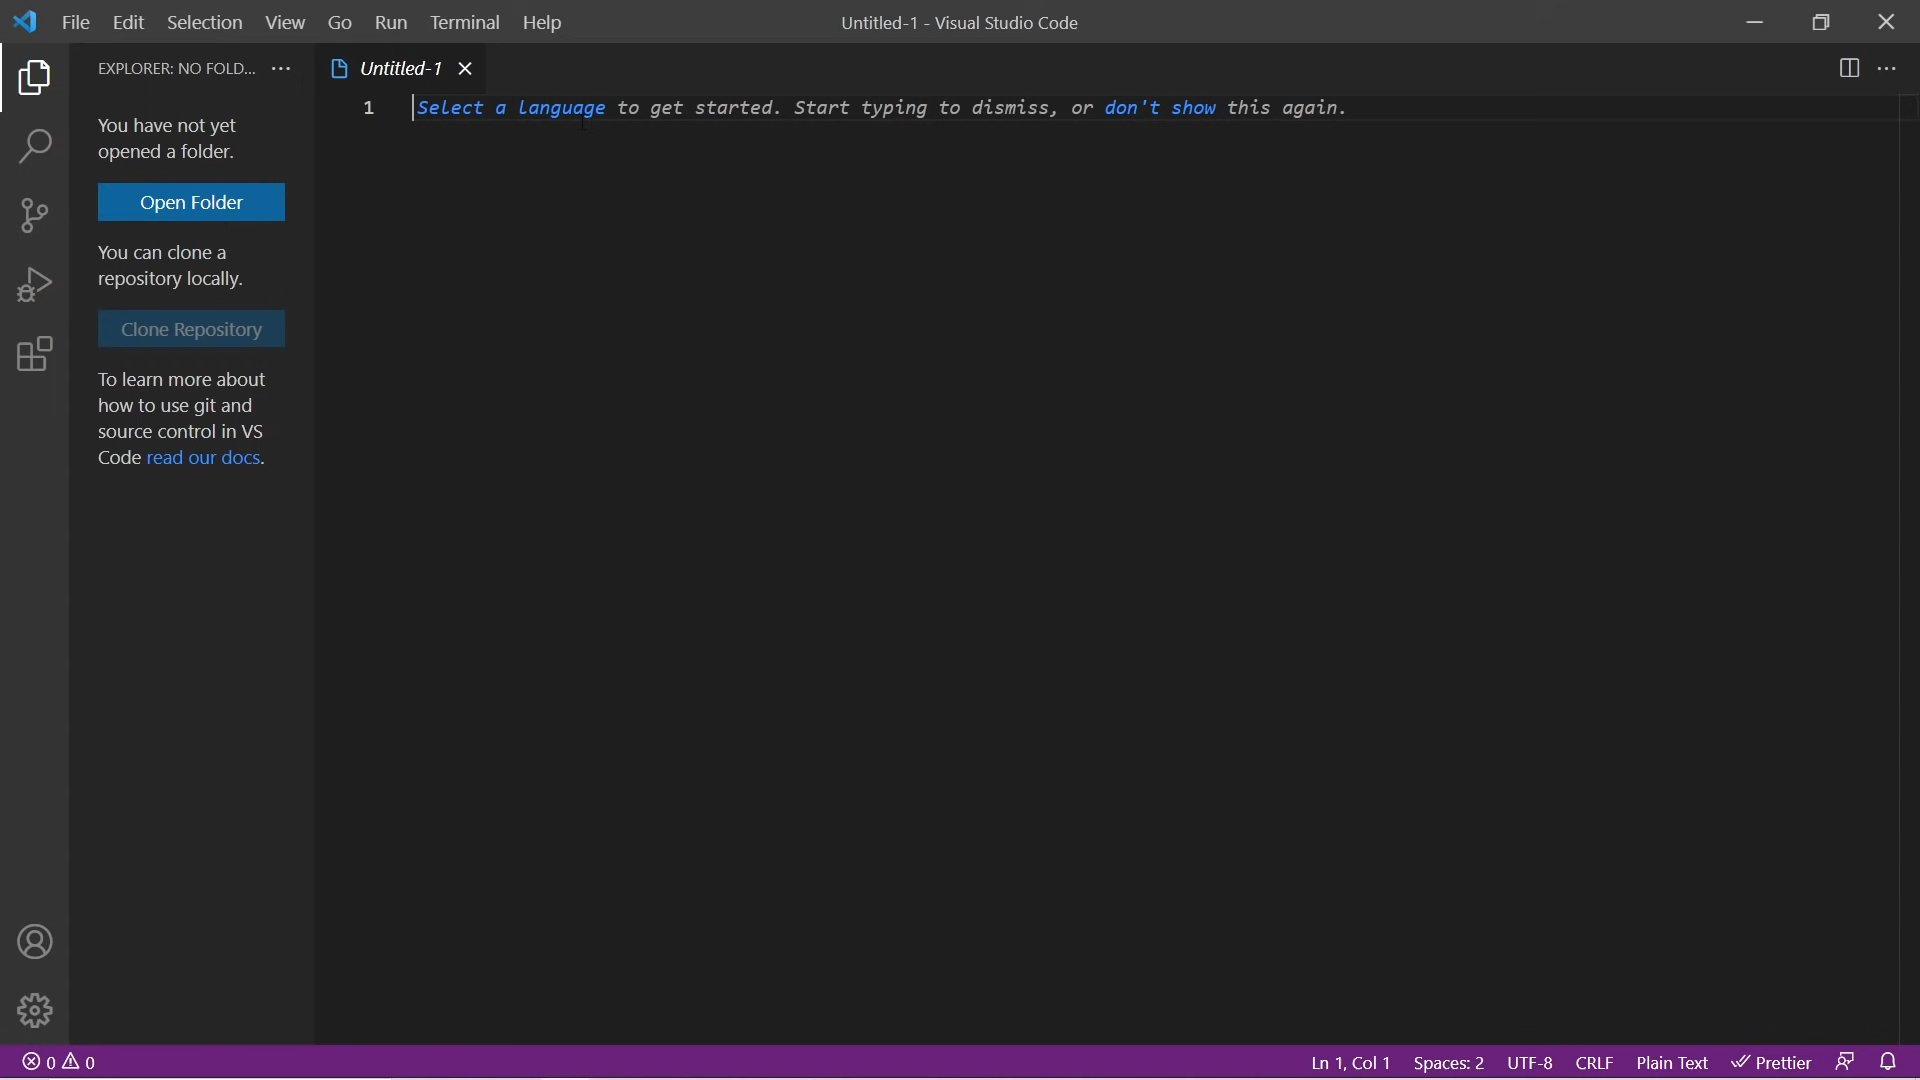 File Edit Selection View Go Run Terminal Help
Untitled-1 - Visual Studio Code
EXPLORER: NO FOLD...
Untitled-1
1
Select a language to get started. Start typing to dismiss, or don't show this again.
You have not yet
opened a folder.
Open Folder
You can clone a
repository locally.
Clone Repository
To learn more about
how to use git and
source control in VS
Code read our docs.
0 0
Ln 1, Col 1 Spaces: 2 UTF-8 CRLF Plain Text Prettier